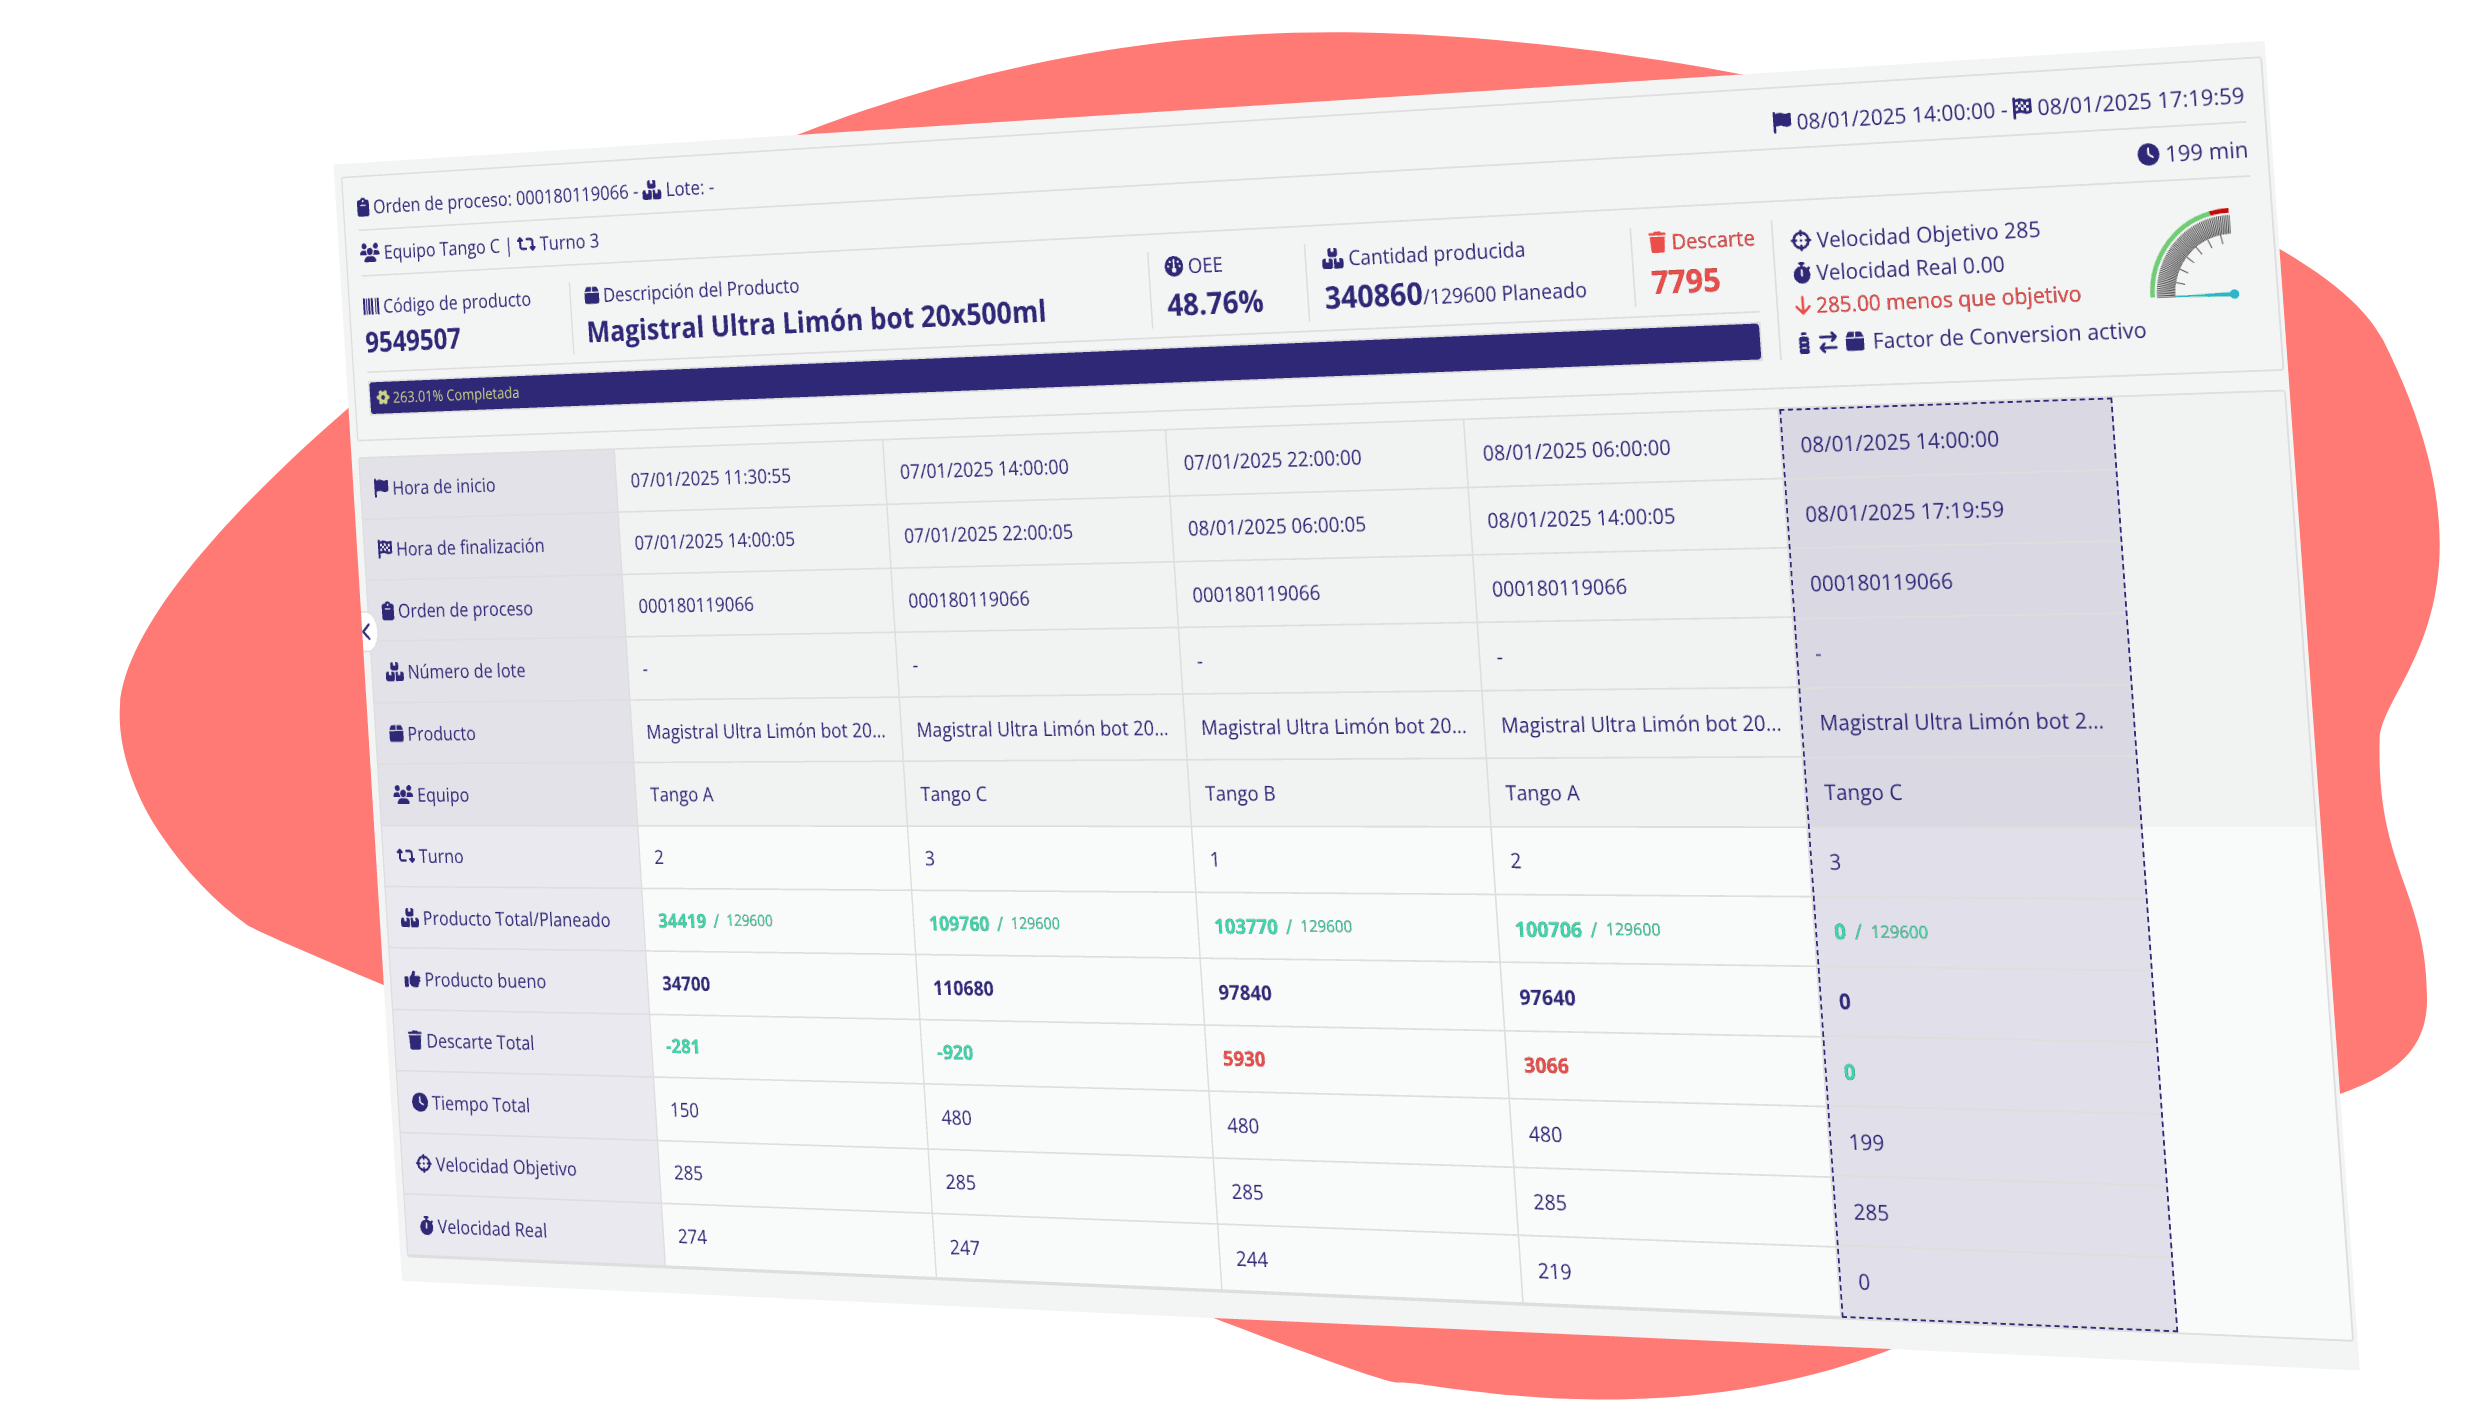 Orden de proceso: 000180119066 - Lote: -
08/01/2025 14:00:00 - 08/01/2025 17:19:59
Equipo Tango C | Turno 3
199 min
Código de producto
9549507
Descripción del Producto
Magistral Ultra Limón bot 20x500ml
OEE
48.76%
Cantidad producida
340860/129600 Planeado
Descarte
7795
Velocidad Objetivo 285
Velocidad Real 0.00
285.00 menos que objetivo
Factor de Conversion activo
263.01% Completada
Hora de inicio 07/01/2025 11:30:55 07/01/2025 14:00:00 07/01/2025 22:00:00 08/01/2025 06:00:00 08/01/2025 14:00:00
Hora de finalización 07/01/2025 14:00:05 07/01/2025 22:00:05 08/01/2025 06:00:05 08/01/2025 14:00:05 08/01/2025 17:19:59
Orden de proceso 000180119066 000180119066 000180119066 000180119066 000180119066
Número de lote - - - - -
Producto Magistral Ultra Limón bot 20... Magistral Ultra Limón bot 20... Magistral Ultra Limón bot 20... Magistral Ultra Limón bot 20... Magistral Ultra Limón bot 2...
Equipo Tango A Tango C Tango B Tango A Tango C
Turno 2 3 1 2 3
Producto Total/Planeado 34419 / 129600 109760 / 129600 103770 / 129600 100706 / 129600 0 / 129600
Producto bueno 34700 110680 97840 97640 0
Descarte Total -281 -920 5930 3066 0
Tiempo Total 150 480 480 480 199
Velocidad Objetivo 285 285 285 285 285
Velocidad Real 274 247 244 219 0